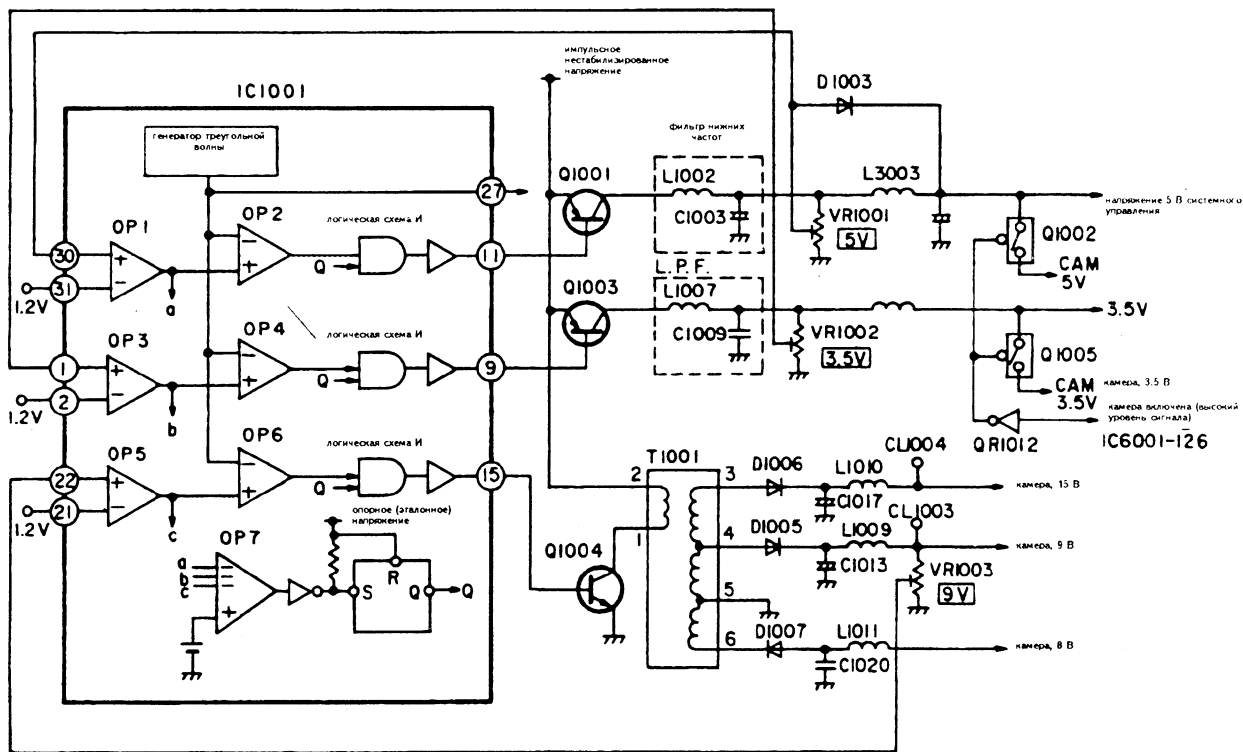 импульсное
нестабилизированное
напряжение
IC1001
D1003
генератор треугольной
волны
фильтр нижних
частот
27
Q1001
L1002
L3003
C1003
VR1001
5V
напряжение 5 В системного
управления
OP1
OP2
логическая схема И
Q
11
30
31
1.2V
a
Q1002
CAM
5V
L.P.F.
Q1003
L1007
C1009
VR1002
3.5V
3.5V
OP3
OP4
логическая схема И
Q
9
1
2
1.2V
b
Q1005
CAM
3.5V
камера, 3.5 В
камера включена (высокий
уровень сигнала)
QR1012
IC6001-126
OP5
OP6
логическая схема И
Q
15
22
21
1.2V
c
T1001
2
1
3
4
5
6
D1006
L1010
CL1004
C1017
камера, 15 В
D1005
L1009
CL1003
C1013
камера, 9 В
VR1003
9V
D1007
L1011
C1020
камера, 8 В
Q1004
опорное (эталонное)
напряжение
OP7
a
b
c
S
R
Q
Q